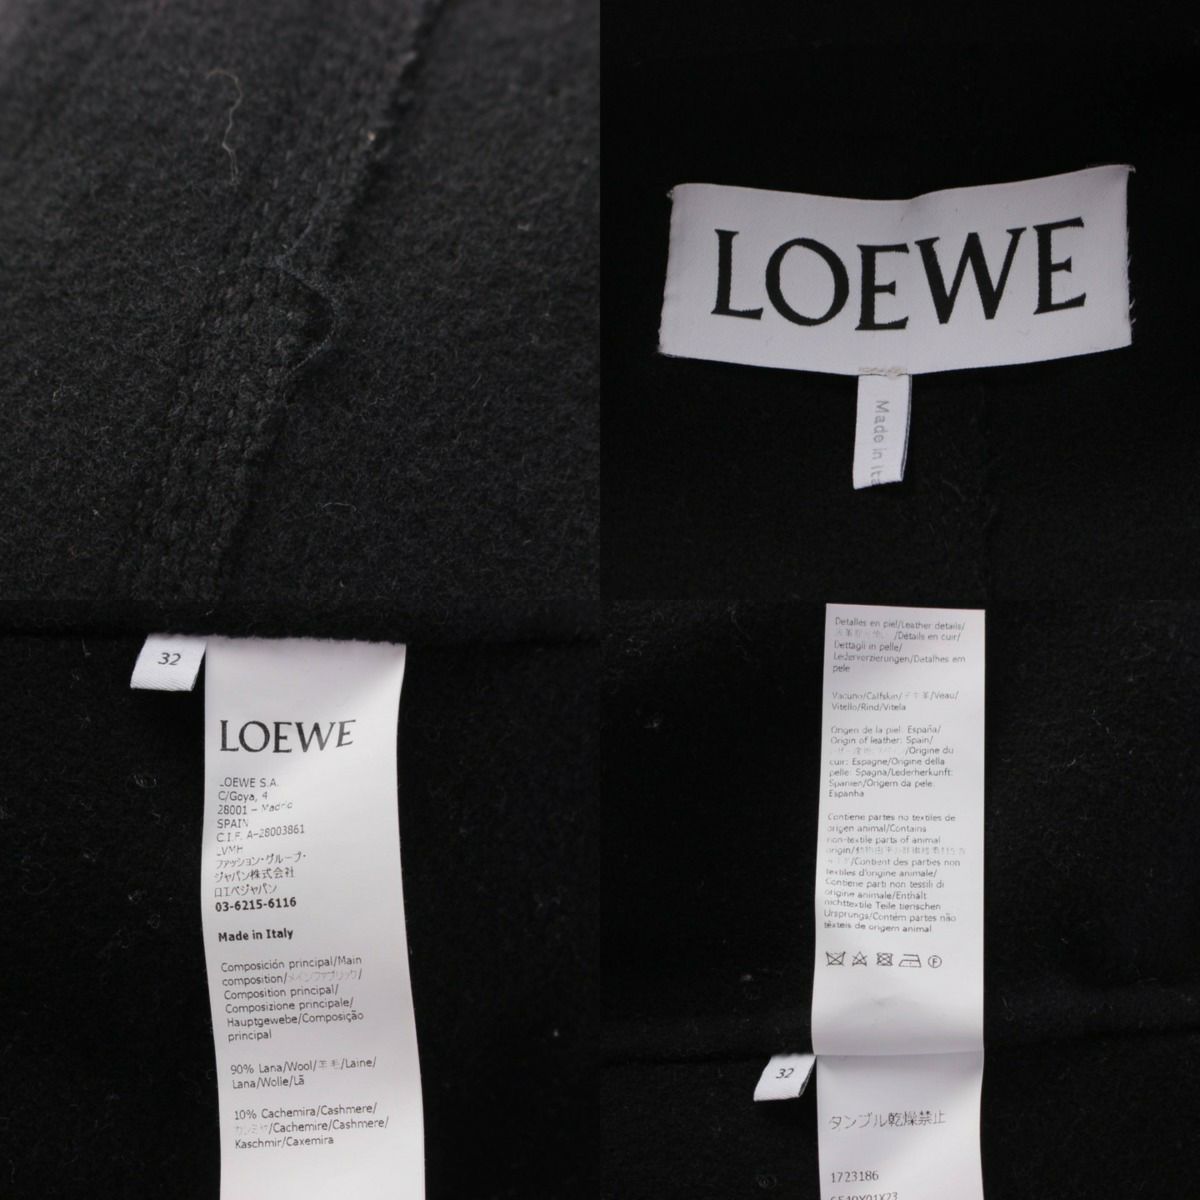 LOEWE
Made in Ita
32
LOEWE
LOEWE S.A.
C/Goya, 4
28001 – Madrid
SPAIN
C.I.F. A-28003861
LVMH
ファッション・グループ・
ジャパン株式会社
ロエベジャパン
03-6215-6116
Made in Italy
Composición principal/Main
composition/メインファブリック/
Composition principal/
Composizione principale/
Hauptgewebe/Composição
principal
90% Lana/Wool/羊毛/Laine/
Lana/Wolle/Lã
10% Cachemira/Cashmere/
カシミヤ/Cachemire/Cashmere/
Kaschmir/Caxemira
Detalles en piel/Leather details/
/Détails en cuir/
Dettagli in pelle/
Lederverzierungen/Detalhes em
pele
Vacuno/Calfskin/子牛革/Veau/
Vitello/Rind/Vitela
Origen de la piel: España/
Origin of leather: Spain/
/Origine du
cuir: Espagne/Origine della
pelle: Spagna/Lederherkunft:
Spanien/Origem da pele:
Espanha
Contiene partes no textiles de
origen animal/Contains
non-textile parts of animal
origin/
/Contient des parties non
textiles d'origine animale/
Contiene parti non tessili di
origine animale/Enthält
nichttextile Teile tierischen
Ursprungs/Contém partes não
têxteis de origem animal
P
32
タンブル乾燥禁止
1723186